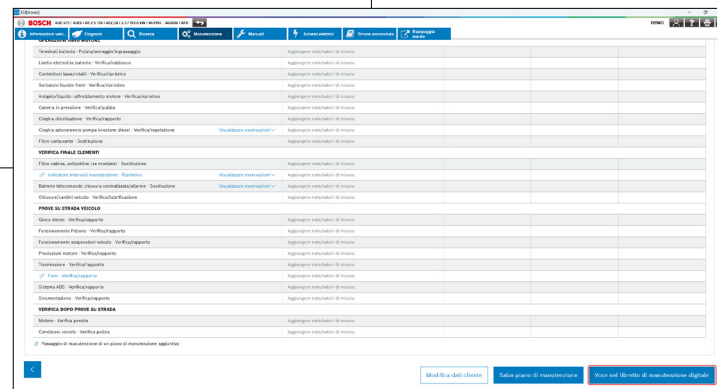 ESI[tronic]
BOSCH
DEMO
Informazioni veic.
Diagnosi
Ricerca
Manutenzione
Manuali
Schemi elettrici
Errore conosciuto
Equipaggiamento
OPERAZIONI VANO MOTORE
Terminali batteria - Pulizia/serraggio/ingrassaggio Aggiungere note/valori di misura
Livello elettrolito batteria - Verifica/rabbocco Aggiungere note/valori di misura
Contenitori lavacristalli - Verifica/ripristino Aggiungere note/valori di misura
Serbatoio liquido freni - Verifica/ripristino Aggiungere note/valori di misura
Antigelo/liquido raffreddamento motore - Verifica/ripristino Aggiungere note/valori di misura
Camera in pressione - Verifica/pulizia Aggiungere note/valori di misura
Cinghia distribuzione - Verifica/rapporto Aggiungere note/valori di misura
Cinghia azionamento pompa iniezione diesel - Verifica/regolazione Visualizzare osservazioni Aggiungere note/valori di misura
Filtro carburante - Sostituzione Aggiungere note/valori di misura
VERIFICA FINALE ELEMENTI
Filtro cabina, antipolline (se montato) - Sostituzione Aggiungere note/valori di misura
Indicatore intervalli manutenzione - Ripristino Visualizzare osservazioni Aggiungere note/valori di misura
Batterie telecomando chiusura centralizzata/allarme - Sostituzione Visualizzare osservazioni Aggiungere note/valori di misura
Chiusure/cardini veicolo - Verifica/lubrificazione Aggiungere note/valori di misura
PROVE SU STRADA VEICOLO
Gioco sterzo - Verifica/rapporto Aggiungere note/valori di misura
Funzionamento frizione - Verifica/rapporto Aggiungere note/valori di misura
Funzionamento sospensioni veicolo - Verifica/rapporto Aggiungere note/valori di misura
Prestazioni motore - Verifica/rapporto Aggiungere note/valori di misura
Trasmissione - Verifica/rapporto Aggiungere note/valori di misura
Freni - Verifica/rapporto Aggiungere note/valori di misura
Sistema ABS - Verifica/rapporto Aggiungere note/valori di misura
Strumentazione - Verifica/rapporto Aggiungere note/valori di misura
VERIFICA DOPO PROVE SU STRADA
Motore - Verifica perdite Aggiungere note/valori di misura
Condizioni veicolo - Verifica pulizia Aggiungere note/valori di misura
Passaggio di manutenzione di un piano di manutenzione aggiuntivo
Modifica dati cliente Salva piano di manutenzione Voce nel libretto di manutenzione digitale